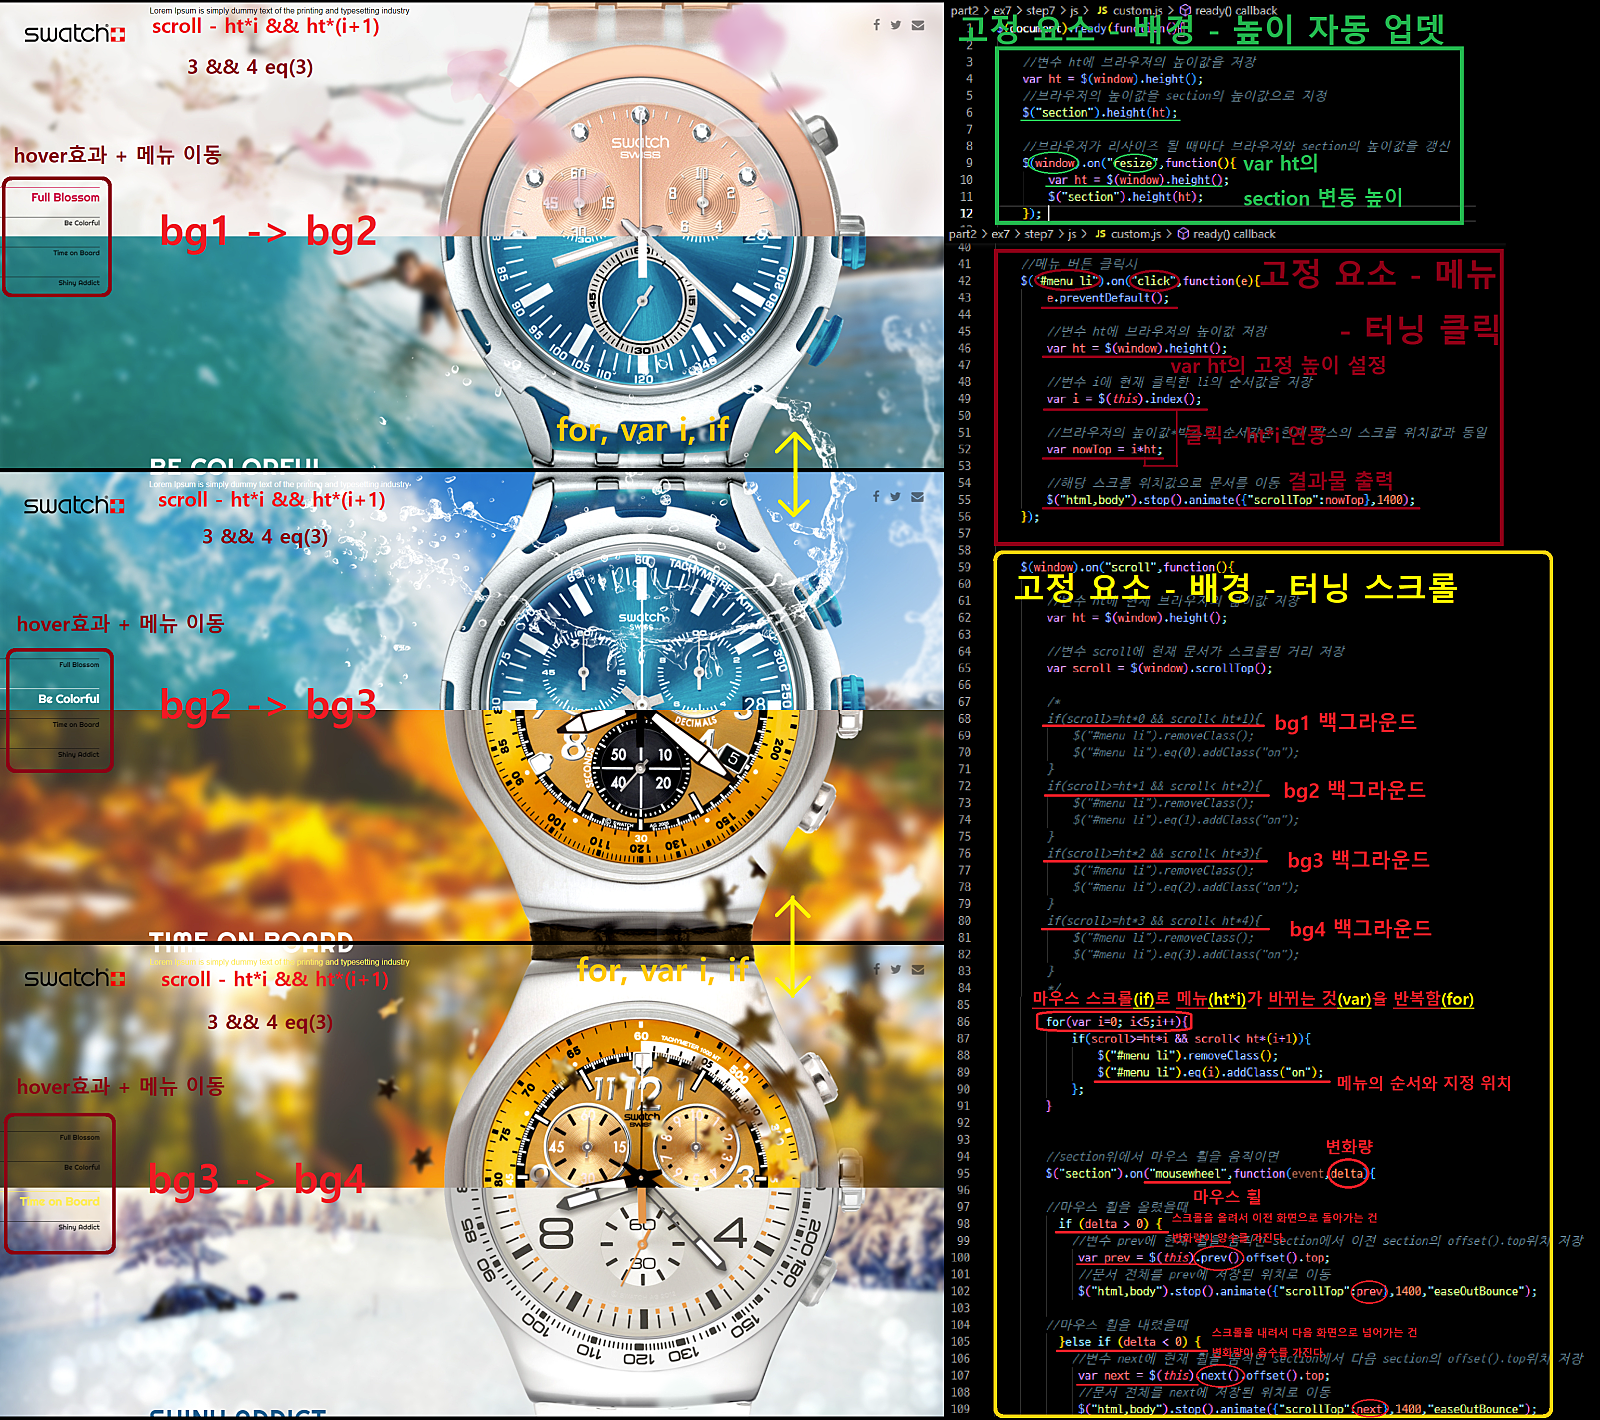 Lorem Ipsum is simply dummy text of the printing and typesetting industry
swatch
scroll - ht*i && ht*(i+1)
3 && 4 eq(3)
hover효과 + 메뉴 이동
Full Blossom
Be Colorful
Time on Board
Shiny Addict
bg1 -> bg2
swatch
SWISS
for, var i, if
BE COLORFUL
Lorem Ipsum is simply dummy text of the printing and typesetting industry
swatch
scroll - ht*i && ht*(i+1)
3 && 4 eq(3)
hover효과 + 메뉴 이동
Full Blossom
Be Colorful
Time on Board
Shiny Addict
bg2 -> bg3
swatch
SWISS
TACHYMETRE
DECIMALS
SECONDS
TIME ON BOARD
Lorem Ipsum is simply dummy text of the printing and typesetting industry
swatch
scroll - ht*i && ht*(i+1)
3 && 4 eq(3)
for, var i, if
hover효과 + 메뉴 이동
Full Blossom
Be Colorful
Time on Board
Shiny Addict
bg3 -> bg4
swatch
SWISS
SHINY ADDICT
part2 > ex7 > step7 > js > JS custom.js > ready() callback
고정 요소 - 배경 - 높이 자동 업뎃
1 $(document).ready(function(){
2
3 //변수 ht에 브라우저의 높이값을 저장
4 var ht = $(window).height();
5 //브라우저의 높이값을 section의 높이값으로 지정
6 $("section").height(ht);
7
8 //브라우저가 리사이즈 될 때마다 브라우저와 section의 높이값을 갱신
9 $(window).on("resize",function(){ var ht의
10 var ht = $(window).height();
11 $("section").height(ht); section 변동 높이
12 });
part2 > ex7 > step7 > js > JS custom.js > ready() callback
40
41 //메뉴 버튼 클릭시
고정 요소 - 메뉴
42 $("#menu li").on("click",function(e){
43 e.preventDefault();
44
- 터닝 클릭
45 //변수 ht에 브라우저의 높이값 저장
46 var ht = $(window).height();
47 var ht의 고정 높이 설정
48 //변수 i에 현재 클릭한 li의 순서값을 저장
49 var i = $(this).index();
50
51 //브라우저의 높이값*박스의 순서값은 현재 박스의 스크롤 위치값과 동일
52 var nowTop = i*ht;
53
54 //해당 스크롤 위치값으로 문서를 이동 결과물 출력
55 $("html,body").stop().animate({"scrollTop":nowTop},1400);
56 });
57
58
59 $(window).on("scroll",function(){
60 고정 요소 - 배경 - 터닝 스크롤
61 //변수 ht에 현재 브라우저의 높이값 저장
62 var ht = $(window).height();
63
64 //변수 scroll에 현재 문서가 스크롤된 거리 저장
65 var scroll = $(window).scrollTop();
66
67 /*
68 if(scroll>=ht*0 && scroll< ht*1){ bg1 백그라운드
69 $("#menu li").removeClass();
70 $("#menu li").eq(0).addClass("on");
71 }
72 if(scroll>=ht*1 && scroll< ht*2){ bg2 백그라운드
73 $("#menu li").removeClass();
74 $("#menu li").eq(1).addClass("on");
75 }
76 if(scroll>=ht*2 && scroll< ht*3){ bg3 백그라운드
77 $("#menu li").removeClass();
78 $("#menu li").eq(2).addClass("on");
79 }
80 if(scroll>=ht*3 && scroll< ht*4){ bg4 백그라운드
81 $("#menu li").removeClass();
82 $("#menu li").eq(3).addClass("on");
83 }
84 */
85 마우스 스크롤(if)로 메뉴(ht*i)가 바뀌는 것(var)을 반복함(for)
86 for(var i=0; i<5;i++){
87 if(scroll>=ht*i && scroll< ht*(i+1)){
88 $("#menu li").removeClass();
89 $("#menu li").eq(i).addClass("on");
메뉴의 순서와 지정 위치
90 };
91 }
92
93
변화량
94 //section위에서 마우스 휠을 움직이면
95 $("section").on("mousewheel",function(event,delta){
96 마우스 휠
97 //마우스 휠을 올렸을때
스크롤을 올려서 이전 화면으로 돌아가는 건
98 if (delta > 0) {
변화량이 양수를 가진다
99 //변수 prev에 현재 휠을 움직인 section에서 이전 section의 offset().top위치 저장
100 var prev = $(this).prev().offset().top;
101 //문서 전체를 prev에 저장된 위치로 이동
102 $("html,body").stop().animate({"scrollTop":prev},1400,"easeOutBounce");
103
104 //마우스 휠을 내렸을때
스크롤을 내려서 다음 화면으로 넘어가는 건
105 }else if (delta < 0) {
변화량이 음수를 가진다
106 //변수 next에 현재 휠을 움직인 section에서 다음 section의 offset().top위치 저장
107 var next = $(this).next().offset().top;
108 //문서 전체를 next에 저장된 위치로 이동
109 $("html,body").stop().animate({"scrollTop":next},1400,"easeOutBounce");